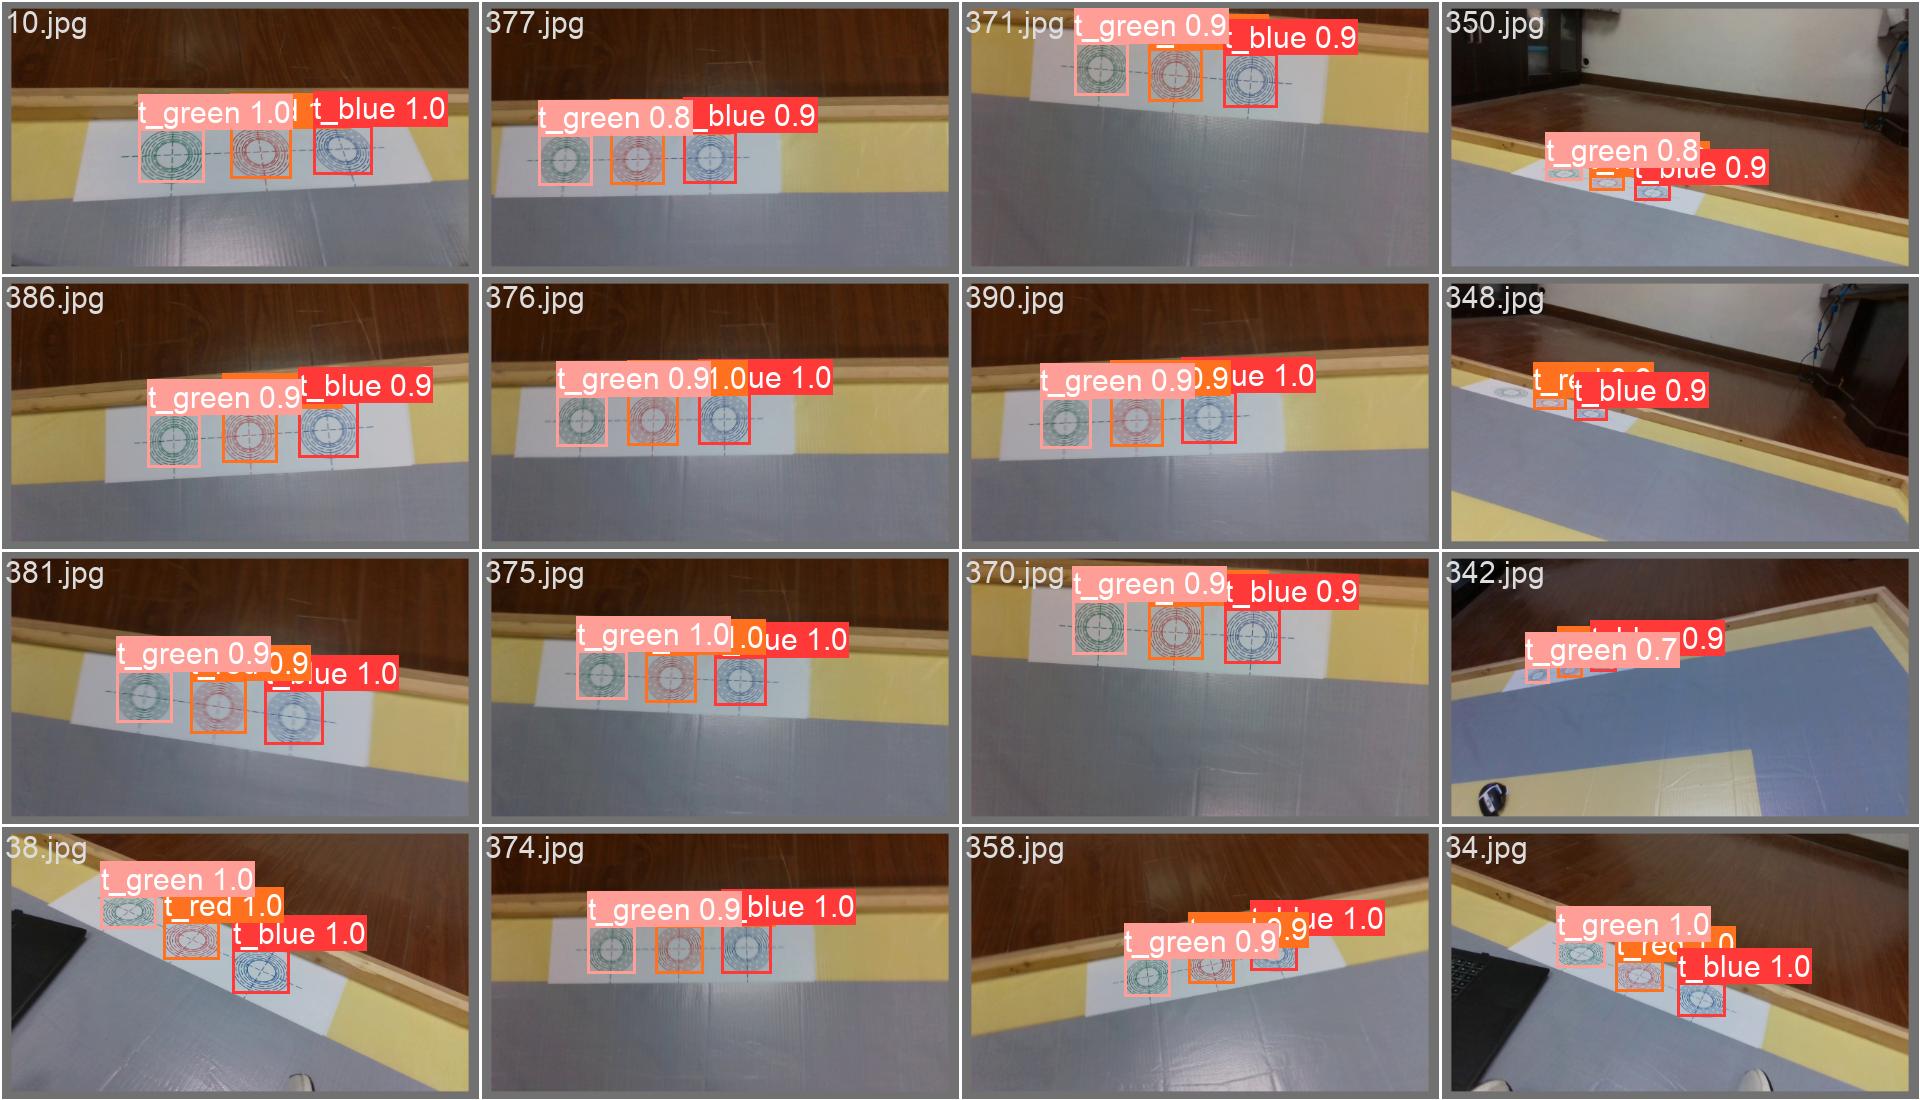 10.jpg
t_green 1.0
t_blue 1.0
377.jpg
t_green 0.8
_blue 0.9
371.jpg
t_green 0.9
t_blue 0.9
350.jpg
t_green 0.8
t_blue 0.9
386.jpg
t_green 0.9
t_blue 0.9
376.jpg
t_green 0.9
1.0
ue 1.0
390.jpg
t_green 0.9
0.9
ue 1.0
348.jpg
t_blue 0.9
381.jpg
t_green 0.9
0.9
t_blue 1.0
375.jpg
t_green 1.0
.0
ue 1.0
370.jpg
t_green 0.9
t_blue 0.9
342.jpg
0.9
t_green 0.7
38.jpg
t_green 1.0
t_red 1.0
t_blue 1.0
374.jpg
t_green 0.9
_blue 1.0
358.jpg
t_green 0.9
.9
ue 1.0
34.jpg
t_green 1.0
t_red 1.0
t_blue 1.0